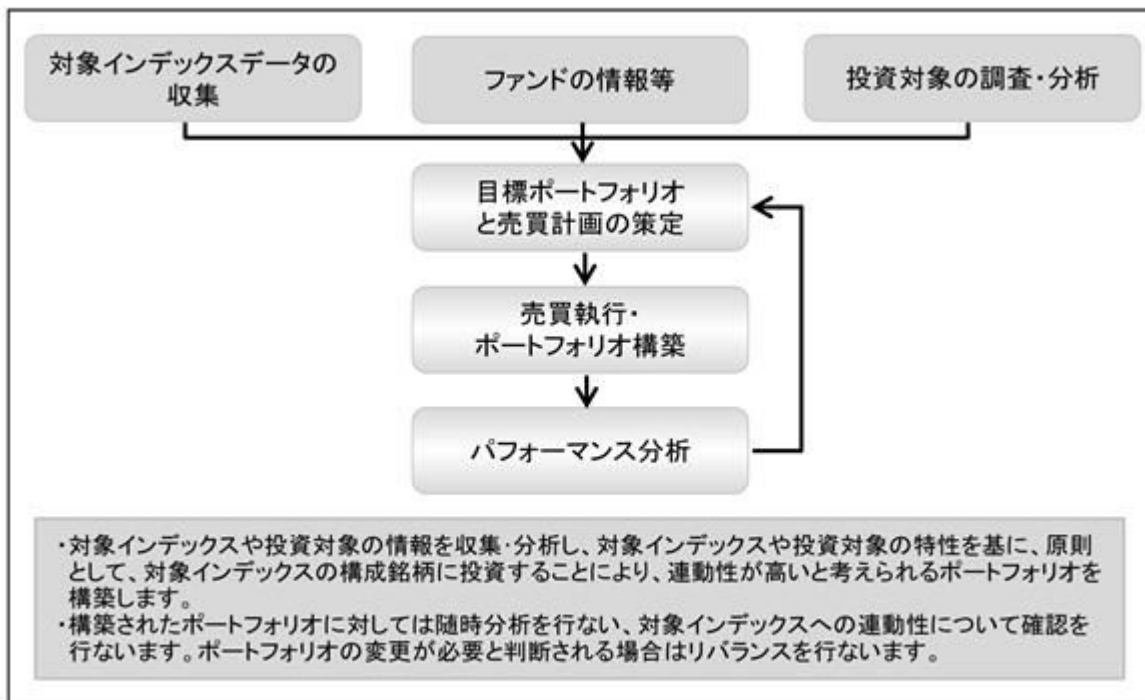 対象インデックスデータの
収集
ファンドの情報等
投資対象の調査・分析
目標ポートフォリオ
と売買計画の策定
売買執行・
ポートフォリオ構築
パフォーマンス分析
・対象インデックスや投資対象の情報を収集・分析し、対象インデックスや投資対象の特性を基に、原則
として、対象インデックスの構成銘柄に投資することにより、連動性が高いと考えられるポートフォリオを
構築します。
・構築されたポートフォリオに対しては随時分析を行ない、対象インデックスへの連動性について確認を
行ないます。ポートフォリオの変更が必要と判断される場合はリバランスを行ないます。